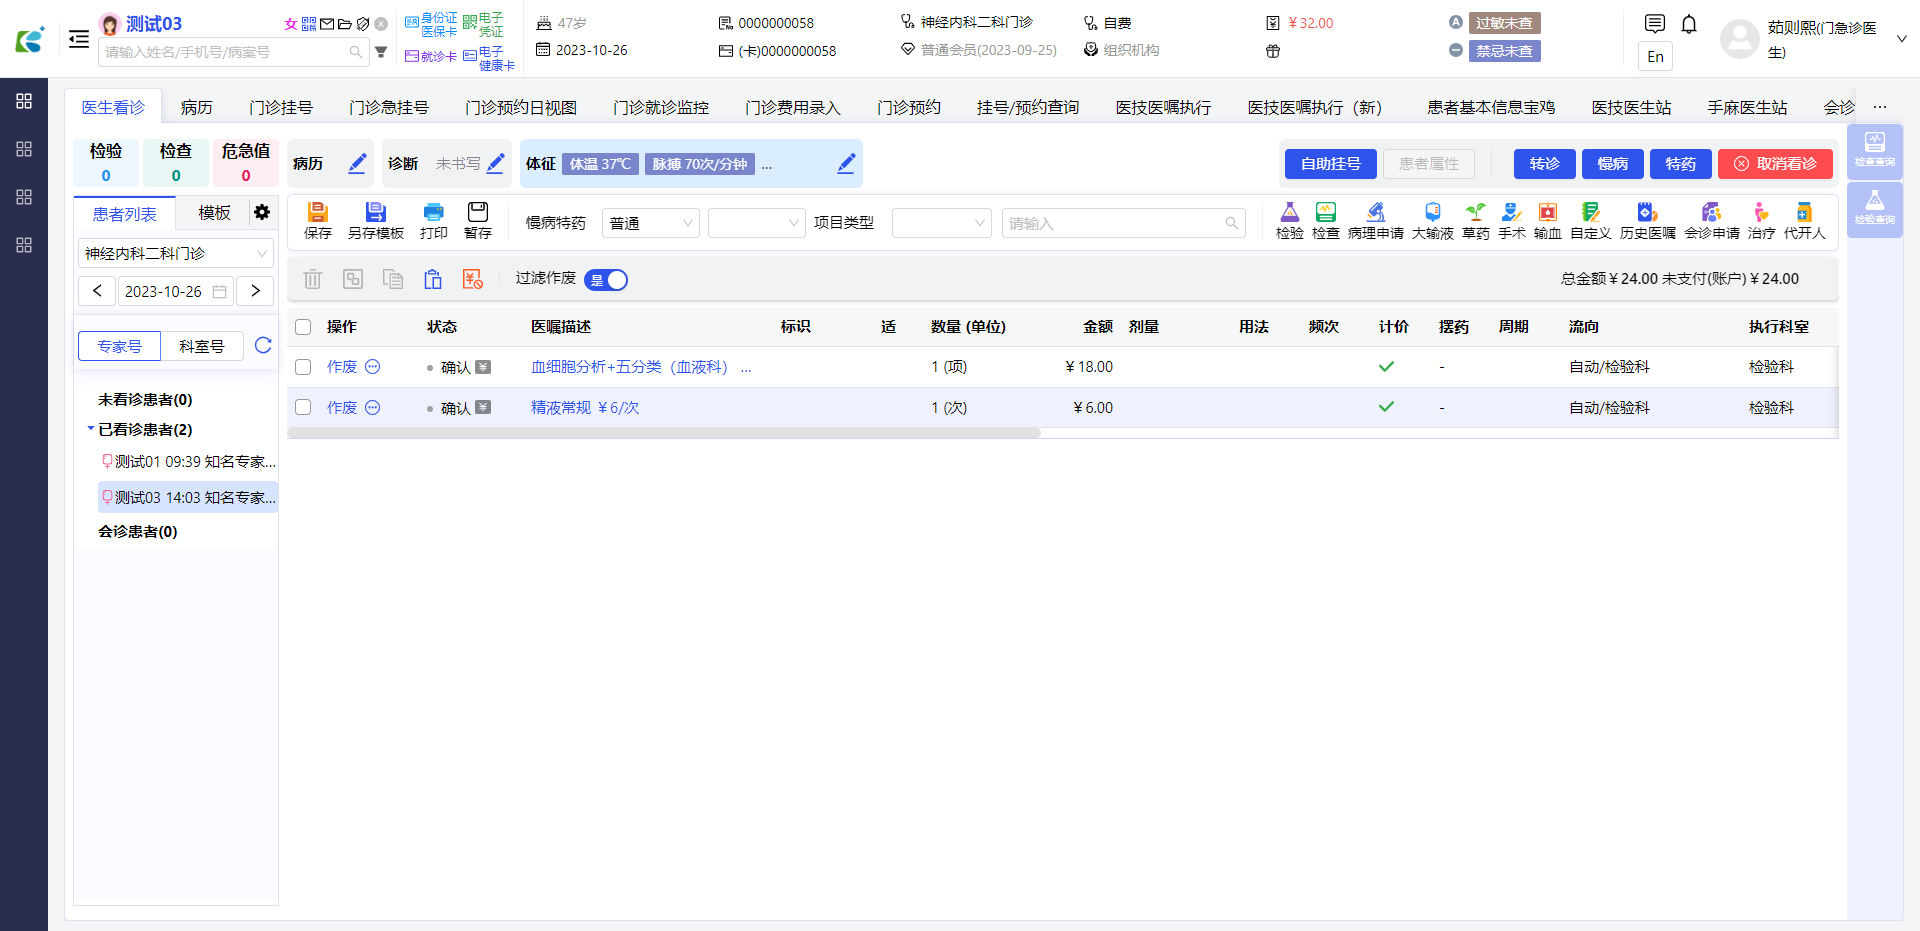 测试03 女
请输入姓名/手机号/病案号
身份证
医保卡
电子
凭证
就诊卡
电子
健康卡
47岁
2023-10-26
0000000058
(卡)0000000058
神经内科二科门诊
普通会员(2023-09-25)
自费
组织机构
¥32.00
A 过敏未查
禁忌未查
En
茹则熙(门急诊医
生)
医生看诊 病历 门诊挂号 门诊急挂号 门诊预约日视图 门诊就诊监控 门诊费用录入 门诊预约 挂号/预约查询 医技医嘱执行 医技医嘱执行（新） 患者基本信息宝鸡 医技医生站 手麻医生站 会诊 ...
检验 检查 危急值
0 0 0
病历
诊断 未书写
体征 体温 37℃ 脉搏 70次/分钟 ...
自助挂号 患者属性 转诊 慢病 特药 取消看诊
检查查询
检验查询
患者列表 模板
神经内科二科门诊
2023-10-26
专家号 科室号
未看诊患者(0)
已看诊患者(2)
测试01 09:39 知名专家...
测试03 14:03 知名专家...
会诊患者(0)
保存 另存模板 打印 暂存
慢病特药 普通 项目类型 请输入
检验 检查 病理申请 大输液 草药 手术 输血 自定义 历史医嘱 会诊申请 治疗 代开人
过滤作废 是
总金额¥24.00 未支付(账户)¥24.00
操作 状态 医嘱描述 标识 适 数量 (单位) 金额 剂量 用法 频次 计价 摆药 周期 流向 执行科室
作废 确认 ¥ 血细胞分析+五分类（血液科） ... 1 (项) ¥18.00 - 自动/检验科 检验科
作废 确认 ¥ 精液常规 ¥6/次 1 (次) ¥6.00 - 自动/检验科 检验科